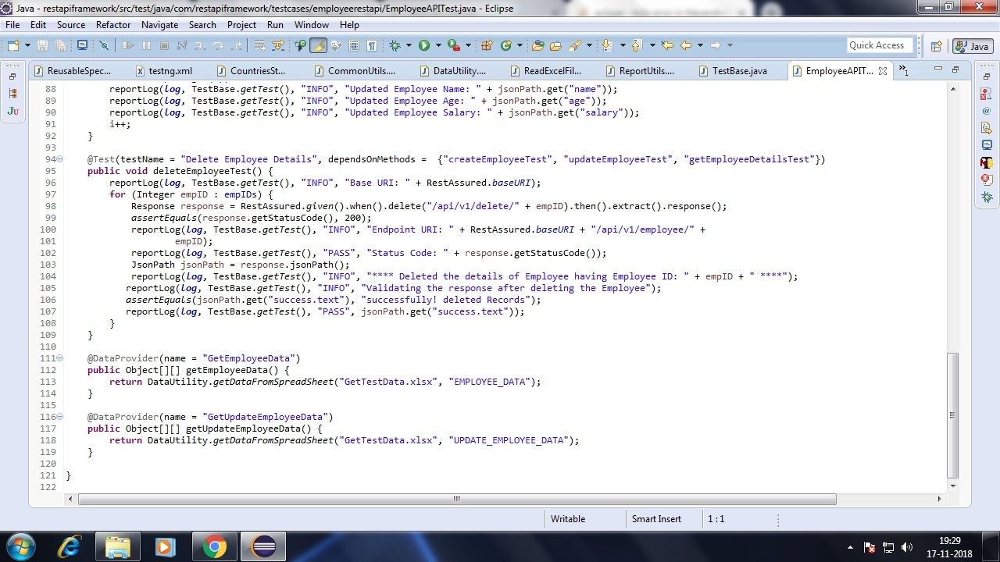 Java - restapiframework/src/test/java/com/restapiframework/testcases/employeerestapi/EmployeeAPITest.java - Eclipse
File Edit Source Refactor Navigate Search Project Run Window Help
Quick Access Java
ReusableSpec... testng.xml CountriesSt... CommonUtils.... DataUtility.... ReadExcelFil... ReportUtils.... TestBase.java EmployeeAPIT... »1
88 reportLog(log, TestBase.getTest(), "INFO", "Updated Employee Name: " + jsonPath.get("name"));
89 reportLog(log, TestBase.getTest(), "INFO", "Updated Employee Age: " + jsonPath.get("age"));
90 reportLog(log, TestBase.getTest(), "INFO", "Updated Employee Salary: " + jsonPath.get("salary"));
91 i++;
92 }
93
94 @Test(testName = "Delete Employee Details", dependsOnMethods = {"createEmployeeTest", "updateEmployeeTest", "getEmployeeDetailsTest"})
95 public void deleteEmployeeTest() {
96 reportLog(log, TestBase.getTest(), "INFO", "Base URI: " + RestAssured.baseURI);
97 for (Integer empID : empIDs) {
98 Response response = RestAssured.given().when().delete("/api/v1/delete/" + empID).then().extract().response();
99 assertEquals(response.getStatusCode(), 200);
100 reportLog(log, TestBase.getTest(), "INFO", "Endpoint URI: " + RestAssured.baseURI + "/api/v1/employee/" +
101 empID);
102 reportLog(log, TestBase.getTest(), "PASS", "Status Code: " + response.getStatusCode());
103 JsonPath jsonPath = response.jsonPath();
104 reportLog(log, TestBase.getTest(), "INFO", "**** Deleted the details of Employee having Employee ID: " + empID + " ****");
105 reportLog(log, TestBase.getTest(), "INFO", "Validating the response after deleting the Employee");
106 assertEquals(jsonPath.get("success.text"), "successfully! deleted Records");
107 reportLog(log, TestBase.getTest(), "PASS", jsonPath.get("success.text"));
108 }
109 }
110
111 @DataProvider(name = "GetEmployeeData")
112 public Object[][] getEmployeeData() {
113 return DataUtility.getDataFromSpreadSheet("GetTestData.xlsx", "EMPLOYEE_DATA");
114 }
115
116 @DataProvider(name = "GetUpdateEmployeeData")
117 public Object[][] getUpdateEmployeeData() {
118 return DataUtility.getDataFromSpreadSheet("GetTestData.xlsx", "UPDATE_EMPLOYEE_DATA");
119 }
120
121 }
122
Writable Smart Insert 1 : 1
19:29
17-11-2018